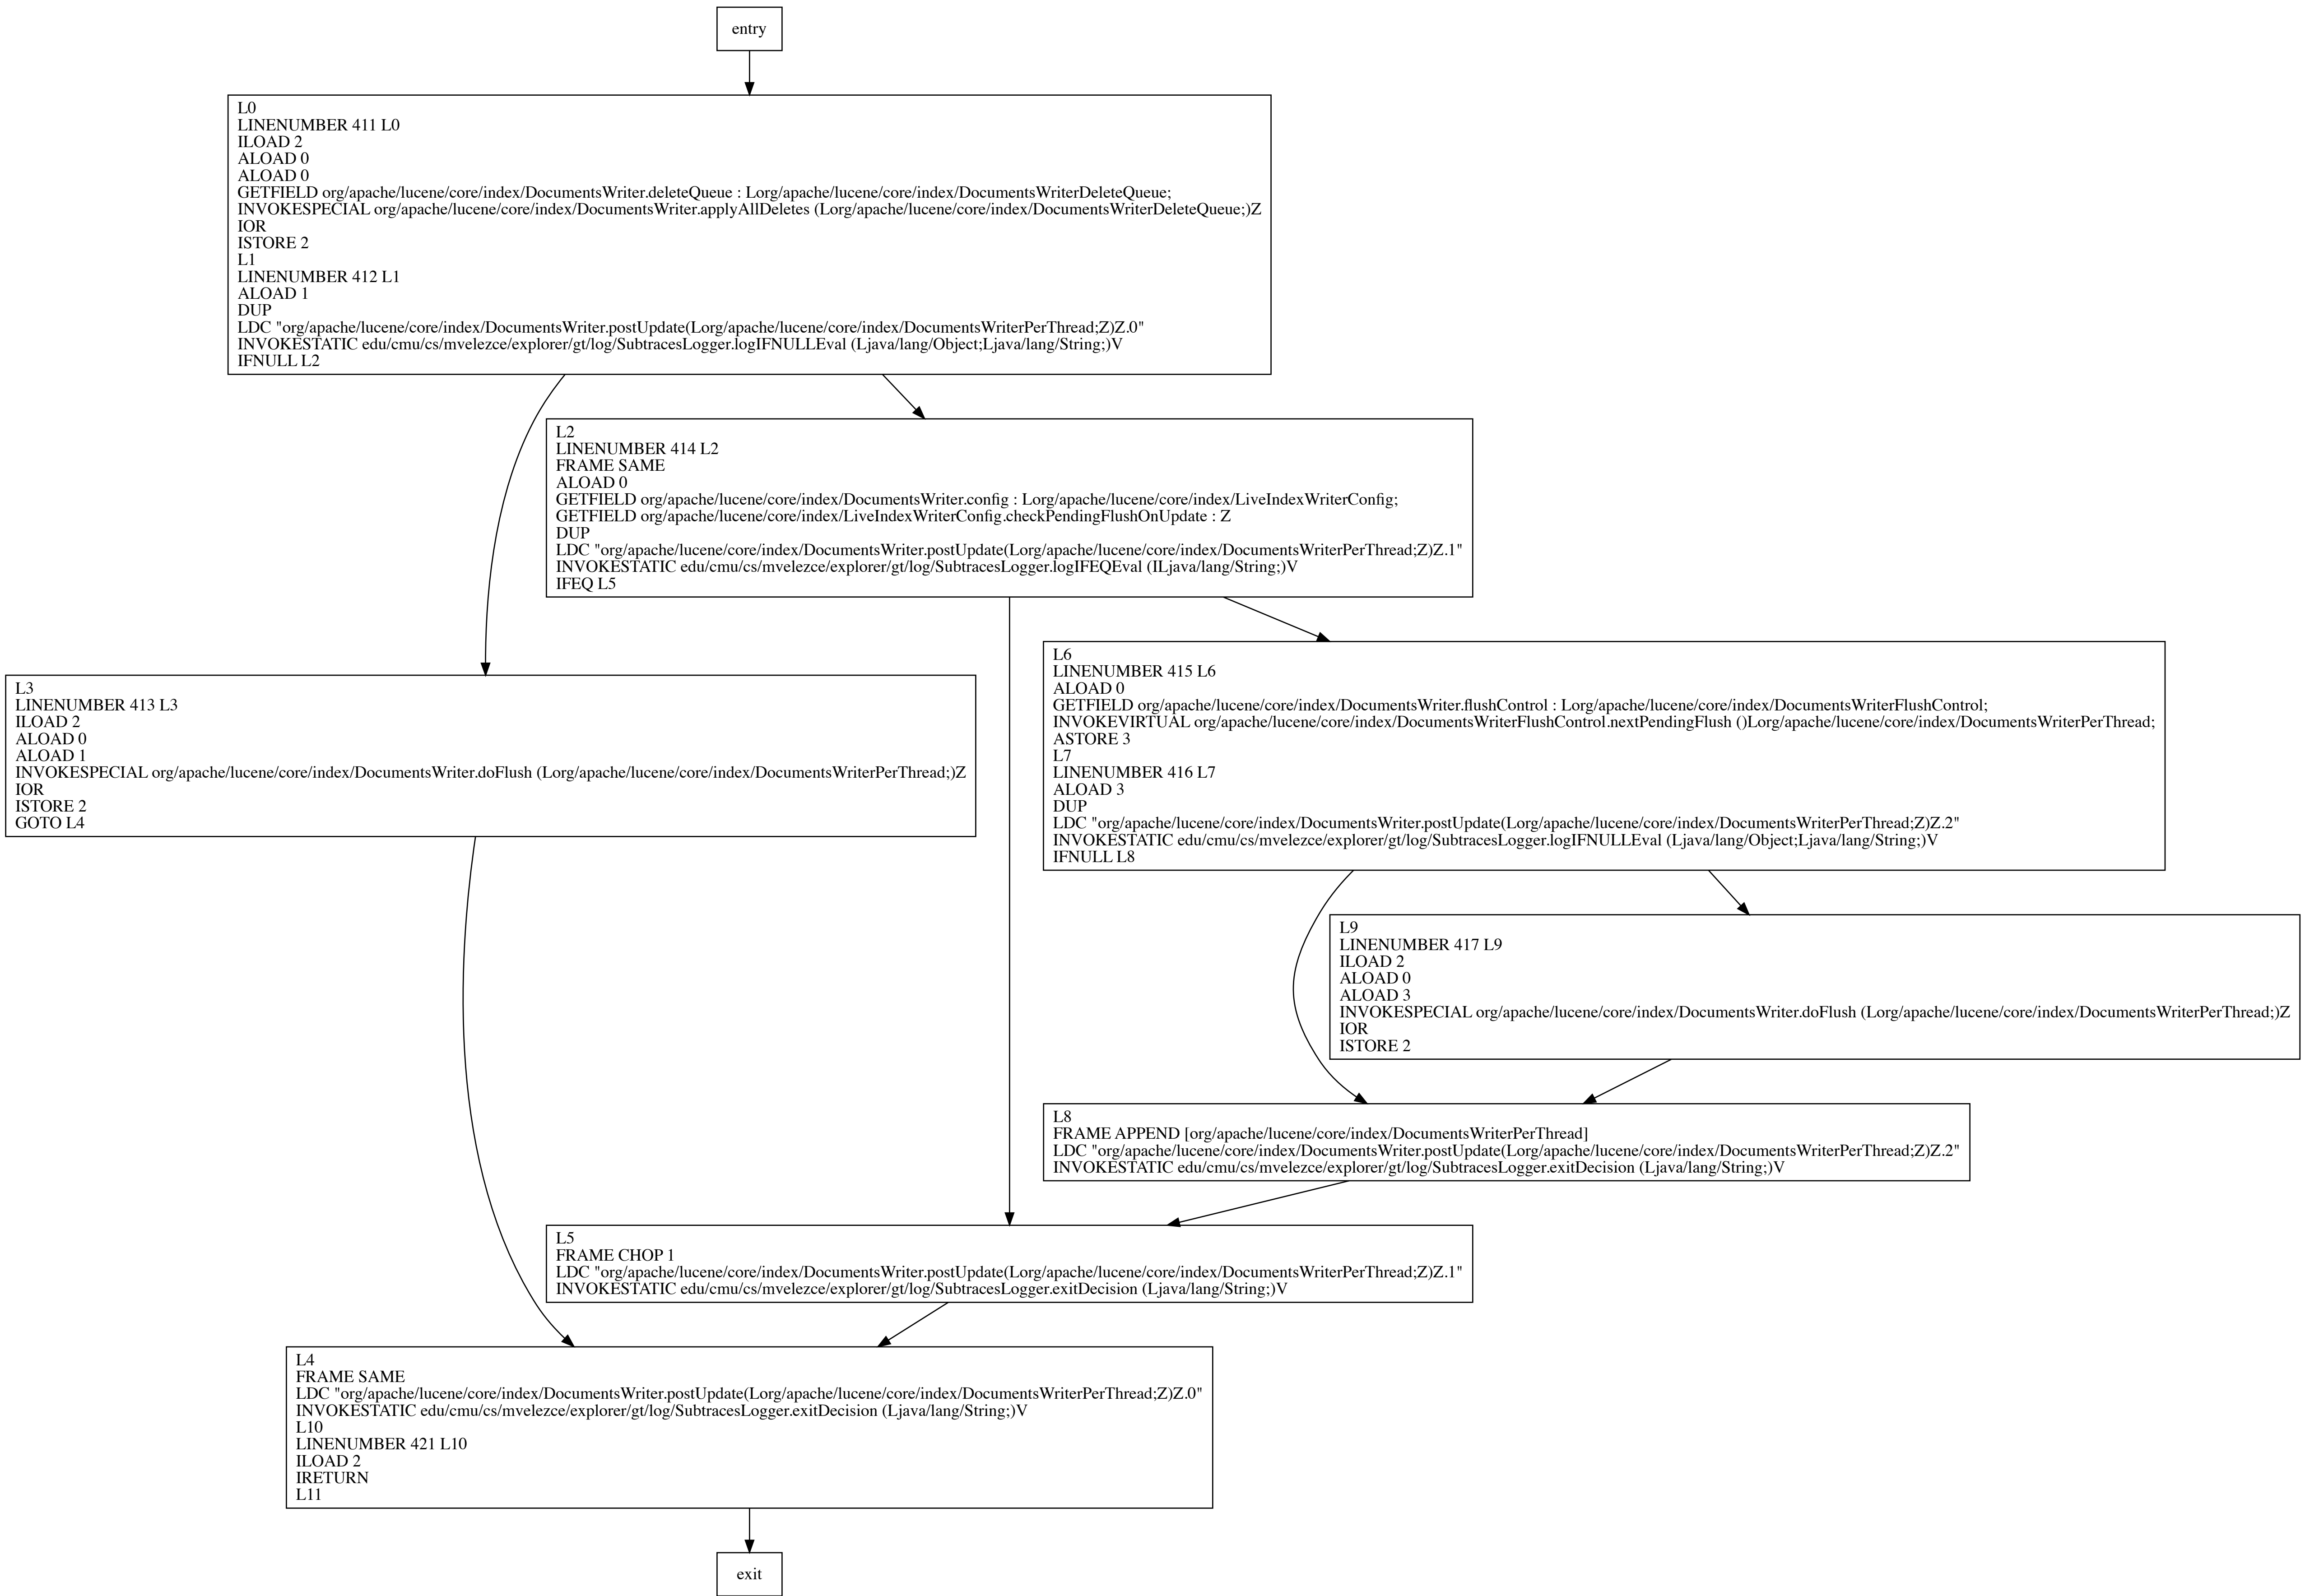 entry
L0
LINENUMBER 411 L0
ILOAD 2
ALOAD 0
ALOAD 0
GETFIELD org/apache/lucene/core/index/DocumentsWriter.deleteQueue : Lorg/apache/lucene/core/index/DocumentsWriterDeleteQueue;
INVOKESPECIAL org/apache/lucene/core/index/DocumentsWriter.applyAllDeletes (Lorg/apache/lucene/core/index/DocumentsWriterDeleteQueue;)Z
IOR
ISTORE 2
L1
LINENUMBER 412 L1
ALOAD 1
DUP
LDC "org/apache/lucene/core/index/DocumentsWriter.postUpdate(Lorg/apache/lucene/core/index/DocumentsWriterPerThread;Z)Z.0"
INVOKESTATIC edu/cmu/cs/mvelezce/explorer/gt/log/SubtracesLogger.logIFNULLEval (Ljava/lang/Object;Ljava/lang/String;)V
IFNULL L2
L2
LINENUMBER 414 L2
FRAME SAME
ALOAD 0
GETFIELD org/apache/lucene/core/index/DocumentsWriter.config : Lorg/apache/lucene/core/index/LiveIndexWriterConfig;
GETFIELD org/apache/lucene/core/index/LiveIndexWriterConfig.checkPendingFlushOnUpdate : Z
DUP
LDC "org/apache/lucene/core/index/DocumentsWriter.postUpdate(Lorg/apache/lucene/core/index/DocumentsWriterPerThread;Z)Z.1"
INVOKESTATIC edu/cmu/cs/mvelezce/explorer/gt/log/SubtracesLogger.logIFEQEval (ILjava/lang/String;)V
IFEQ L5
L3
LINENUMBER 413 L3
ILOAD 2
ALOAD 0
ALOAD 1
INVOKESPECIAL org/apache/lucene/core/index/DocumentsWriter.doFlush (Lorg/apache/lucene/core/index/DocumentsWriterPerThread;)Z
IOR
ISTORE 2
GOTO L4
L6
LINENUMBER 415 L6
ALOAD 0
GETFIELD org/apache/lucene/core/index/DocumentsWriter.flushControl : Lorg/apache/lucene/core/index/DocumentsWriterFlushControl;
INVOKEVIRTUAL org/apache/lucene/core/index/DocumentsWriterFlushControl.nextPendingFlush ()Lorg/apache/lucene/core/index/DocumentsWriterPerThread;
ASTORE 3
L7
LINENUMBER 416 L7
ALOAD 3
DUP
LDC "org/apache/lucene/core/index/DocumentsWriter.postUpdate(Lorg/apache/lucene/core/index/DocumentsWriterPerThread;Z)Z.2"
INVOKESTATIC edu/cmu/cs/mvelezce/explorer/gt/log/SubtracesLogger.logIFNULLEval (Ljava/lang/Object;Ljava/lang/String;)V
IFNULL L8
L9
LINENUMBER 417 L9
ILOAD 2
ALOAD 0
ALOAD 3
INVOKESPECIAL org/apache/lucene/core/index/DocumentsWriter.doFlush (Lorg/apache/lucene/core/index/DocumentsWriterPerThread;)Z
IOR
ISTORE 2
L8
FRAME APPEND [org/apache/lucene/core/index/DocumentsWriterPerThread]
LDC "org/apache/lucene/core/index/DocumentsWriter.postUpdate(Lorg/apache/lucene/core/index/DocumentsWriterPerThread;Z)Z.2"
INVOKESTATIC edu/cmu/cs/mvelezce/explorer/gt/log/SubtracesLogger.exitDecision (Ljava/lang/String;)V
L5
FRAME CHOP 1
LDC "org/apache/lucene/core/index/DocumentsWriter.postUpdate(Lorg/apache/lucene/core/index/DocumentsWriterPerThread;Z)Z.1"
INVOKESTATIC edu/cmu/cs/mvelezce/explorer/gt/log/SubtracesLogger.exitDecision (Ljava/lang/String;)V
L4
FRAME SAME
LDC "org/apache/lucene/core/index/DocumentsWriter.postUpdate(Lorg/apache/lucene/core/index/DocumentsWriterPerThread;Z)Z.0"
INVOKESTATIC edu/cmu/cs/mvelezce/explorer/gt/log/SubtracesLogger.exitDecision (Ljava/lang/String;)V
L10
LINENUMBER 421 L10
ILOAD 2
IRETURN
L11
exit